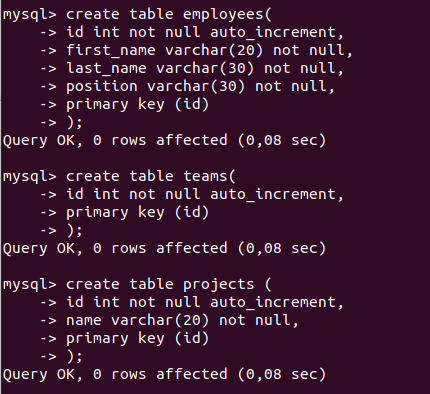 mysql> create table employees(
    -> id int not null auto_increment,
    -> first_name varchar(20) not null,
    -> last_name varchar(30) not null,
    -> position varchar(30) not null,
    -> primary key (id)
    -> );
Query OK, 0 rows affected (0,08 sec)
mysql> create table teams(
    -> id int not null auto_increment,
    -> primary key (id)
    -> );
Query OK, 0 rows affected (0,08 sec)
mysql> create table projects (
    -> id int not null auto_increment,
    -> name varchar(20) not null,
    -> primary key (id)
    -> );
Query OK, 0 rows affected (0,08 sec)